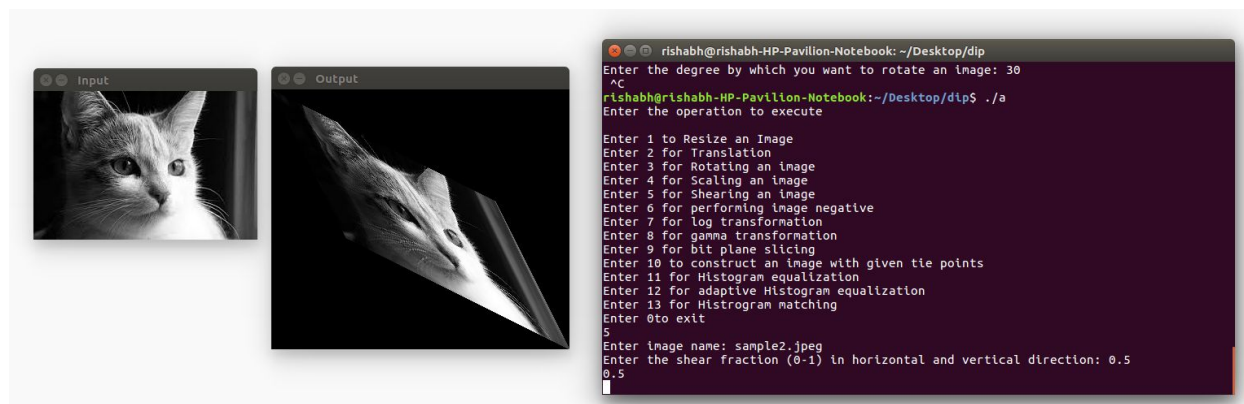 Input
Output
rishabh@rishabh-HP-Pavilion-Notebook: ~/Desktop/dip
Enter the degree by which you want to rotate an image: 30
^C
rishabh@rishabh-HP-Pavilion-Notebook:~/Desktop/dip$ ./a
Enter the operation to execute
Enter 1 to Resize an Image
Enter 2 for Translation
Enter 3 for Rotating an image
Enter 4 for Scaling an image
Enter 5 for Shearing an image
Enter 6 for performing image negative
Enter 7 for log transformation
Enter 8 for gamma transformation
Enter 9 for bit plane slicing
Enter 10 to construct an image with given tie points
Enter 11 for Histogram equalization
Enter 12 for adaptive Histogram equalization
Enter 13 for Histrogram matching
Enter 0to exit
5
Enter image name: sample2.jpeg
Enter the shear fraction (0-1) in horizontal and vertical direction: 0.5
0.5